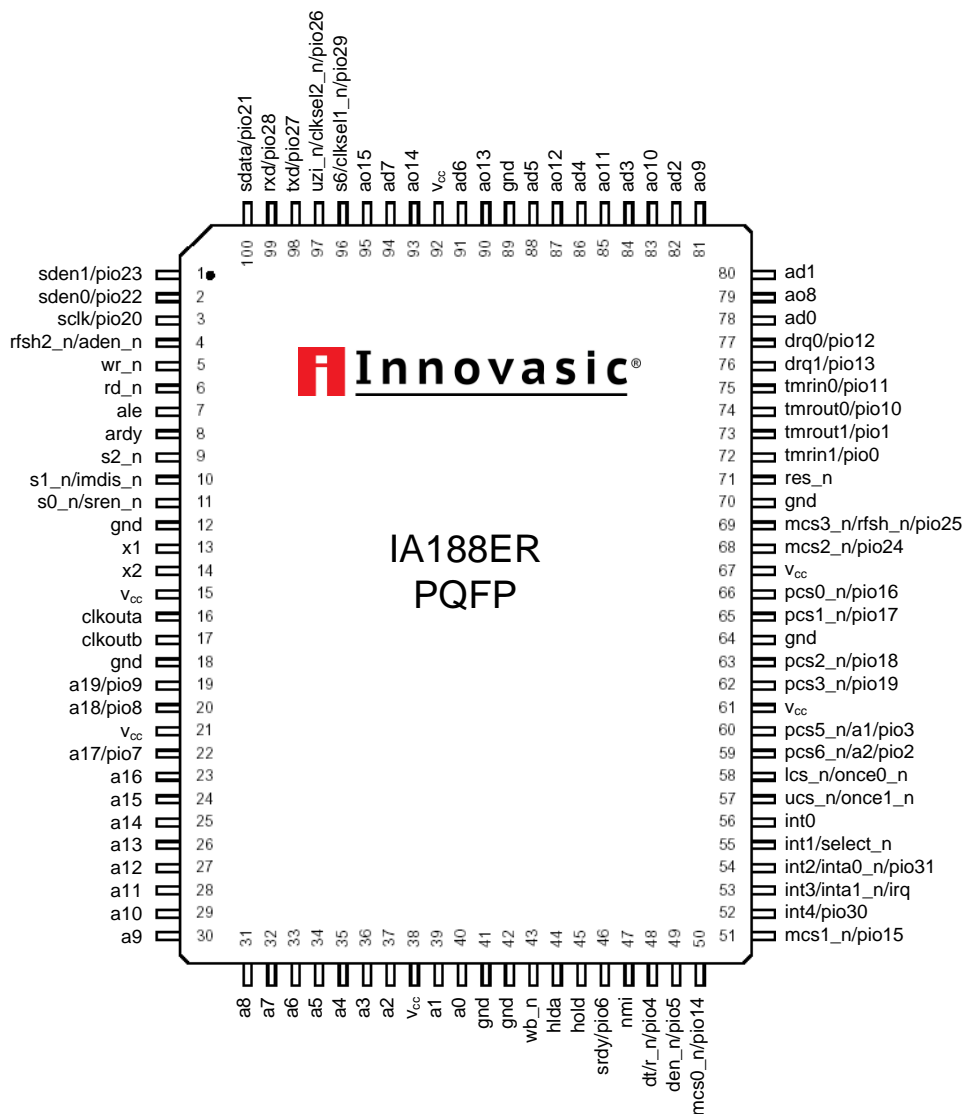 sdata/pio21
rxd/pio28
txd/pio27
uzi_n/clksel2_n/pio26
s6/clksel1_n/pio29
ao15
ad7
ao14
vcc
ad6
ao13
gnd
ad5
ao12
ad4
ao11
ad3
ao10
ad2
ao9
100
99
98
97
96
95
94
93
92
91
90
89
88
87
86
85
84
83
82
81
sden1/pio23 1
sden0/pio22 2
sclk/pio20 3
rfsh2_n/aden_n 4
wr_n 5
rd_n 6
ale 7
ardy 8
s2_n 9
s1_n/imdis_n 10
s0_n/sren_n 11
gnd 12
x1 13
x2 14
vcc 15
clkouta 16
clkoutb 17
gnd 18
a19/pio9 19
a18/pio8 20
vcc 21
a17/pio7 22
a16 23
a15 24
a14 25
a13 26
a12 27
a11 28
a10 29
a9 30
i Innovasic®
IA188ER
PQFP
80 ad1
79 ao8
78 ad0
77 drq0/pio12
76 drq1/pio13
75 tmrin0/pio11
74 tmrout0/pio10
73 tmrout1/pio1
72 tmrin1/pio0
71 res_n
70 gnd
69 mcs3_n/rfsh_n/pio25
68 mcs2_n/pio24
67 vcc
66 pcs0_n/pio16
65 pcs1_n/pio17
64 gnd
63 pcs2_n/pio18
62 pcs3_n/pio19
61 vcc
60 pcs5_n/a1/pio3
59 pcs6_n/a2/pio2
58 lcs_n/once0_n
57 ucs_n/once1_n
56 int0
55 int1/select_n
54 int2/inta0_n/pio31
53 int3/inta1_n/irq
52 int4/pio30
51 mcs1_n/pio15
31
32
33
34
35
36
37
38
39
40
41
42
43
44
45
46
47
48
49
50
a8
a7
a6
a5
a4
a3
a2
vcc
a1
a0
gnd
gnd
wb_n
hlda
hold
srdy/pio6
nmi
dt/r_n/pio4
den_n/pio5
mcs0_n/pio14